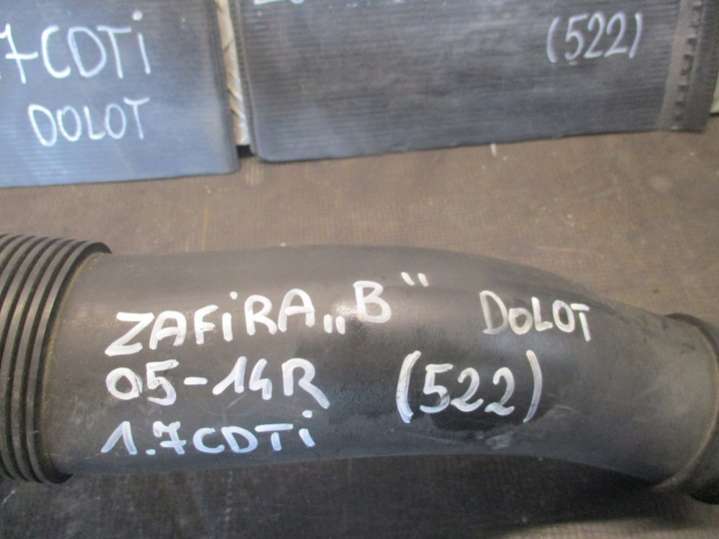 7CDTi
DOLOT
(522)
ZAFiRA „B" DOLOT
05-14R (522)
1.7CDTi